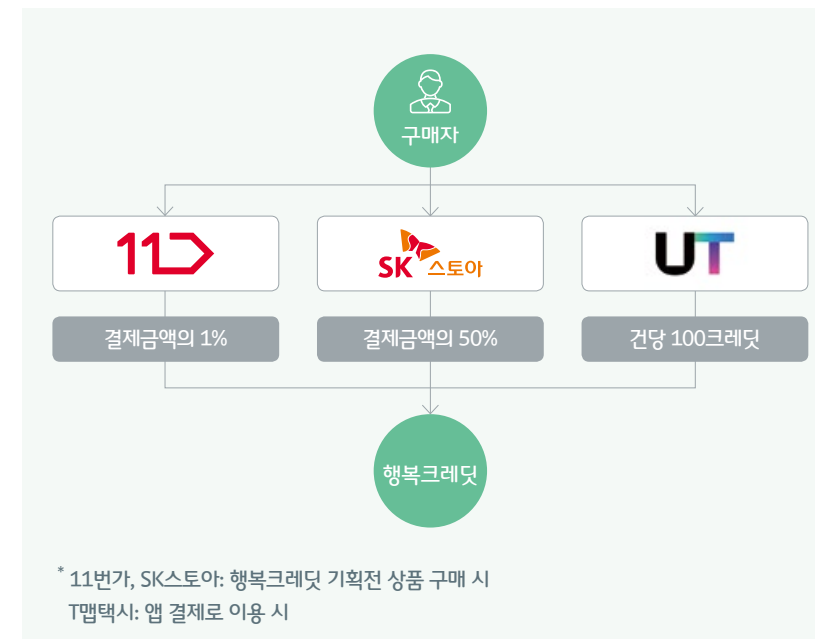 구매자
11
SK 스토아
UT
결제금액의 1%
결제금액의 50%
건당 100크레딧
행복크레딧
* 11번가, SK스토아: 행복크레딧 기획전 상품 구매 시
T맵택시: 앱 결제로 이용 시